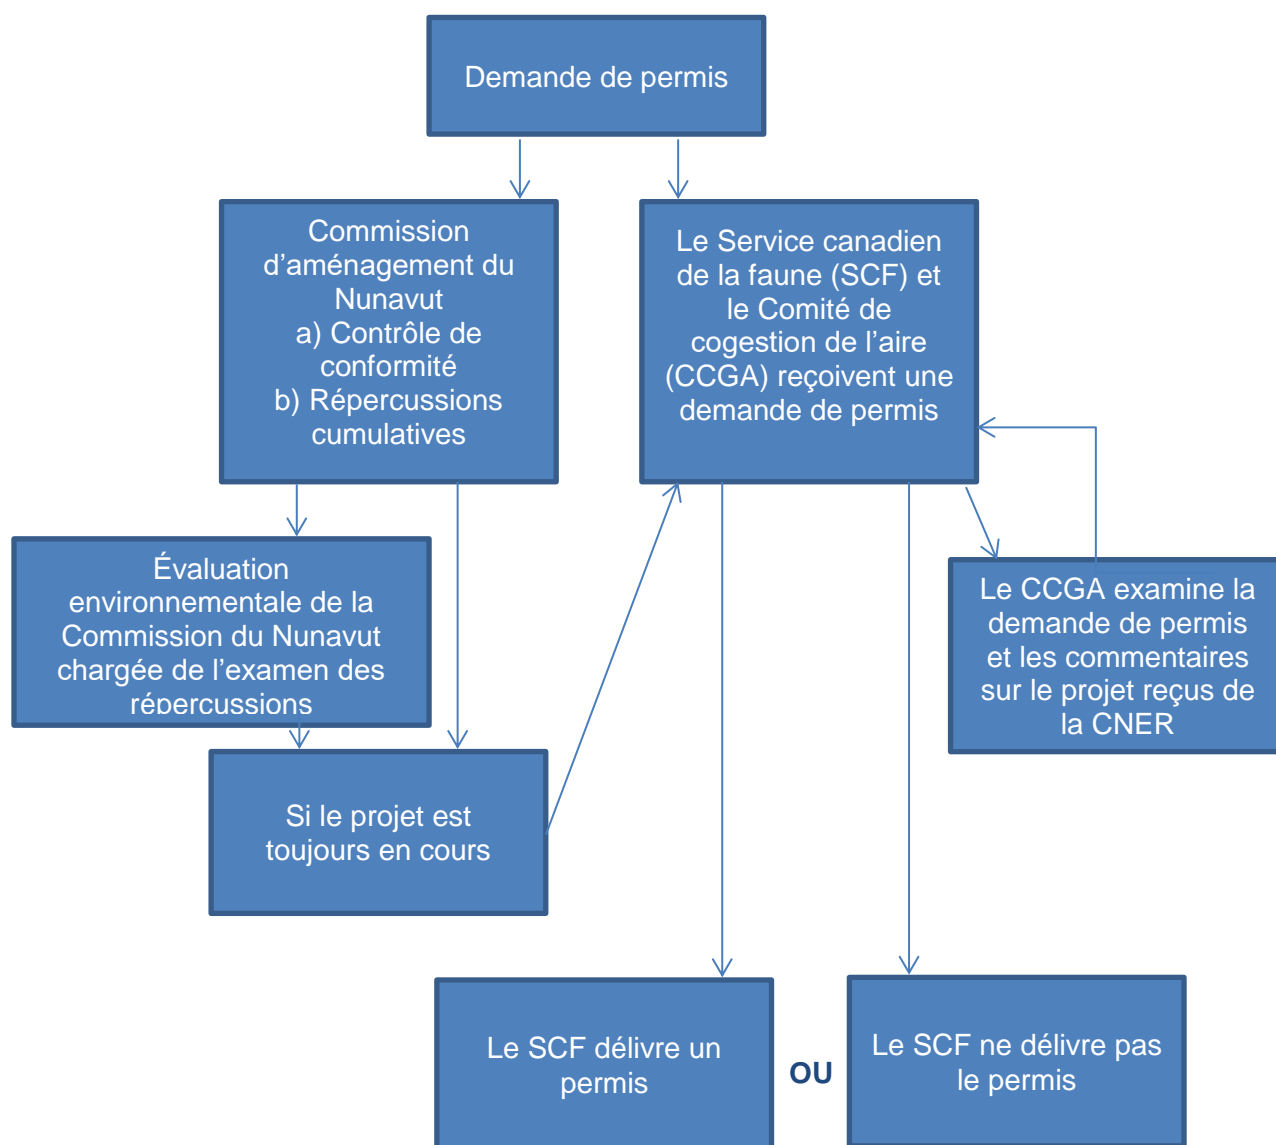 Demande de permis
Commission
d’aménagement du
Nunavut
a) Contrôle de
conformité
b) Répercussions
cumulatives
Le Service canadien
de la faune (SCF) et
le Comité de
cogestion de l’aire
(CCGA) reçoivent une
demande de permis
Évaluation
environnementale de la
Commission du Nunavut
chargée de l’examen des
répercussions
Le CCGA examine la
demande de permis
et les commentaires
sur le projet reçus de
la CNER
Si le projet est
toujours en cours
Le SCF délivre un
permis
OU
Le SCF ne délivre pas
le permis